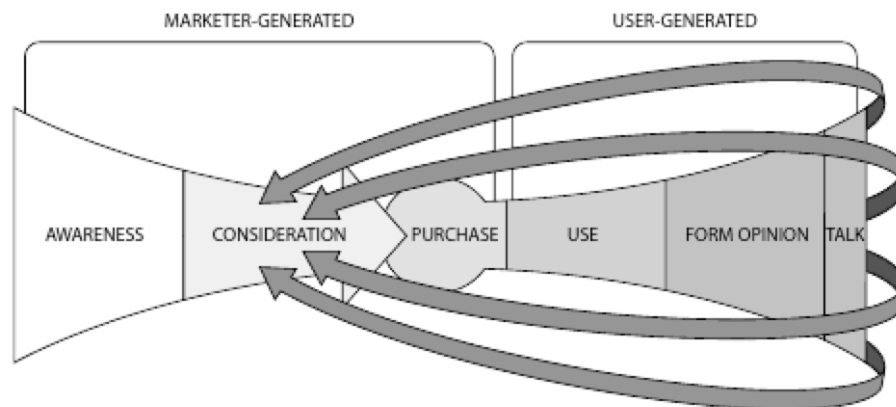 MARKETER-GENERATED
USER-GENERATED
AWARENESS
CONSIDERATION
PURCHASE
USE
FORM OPINION
TALK